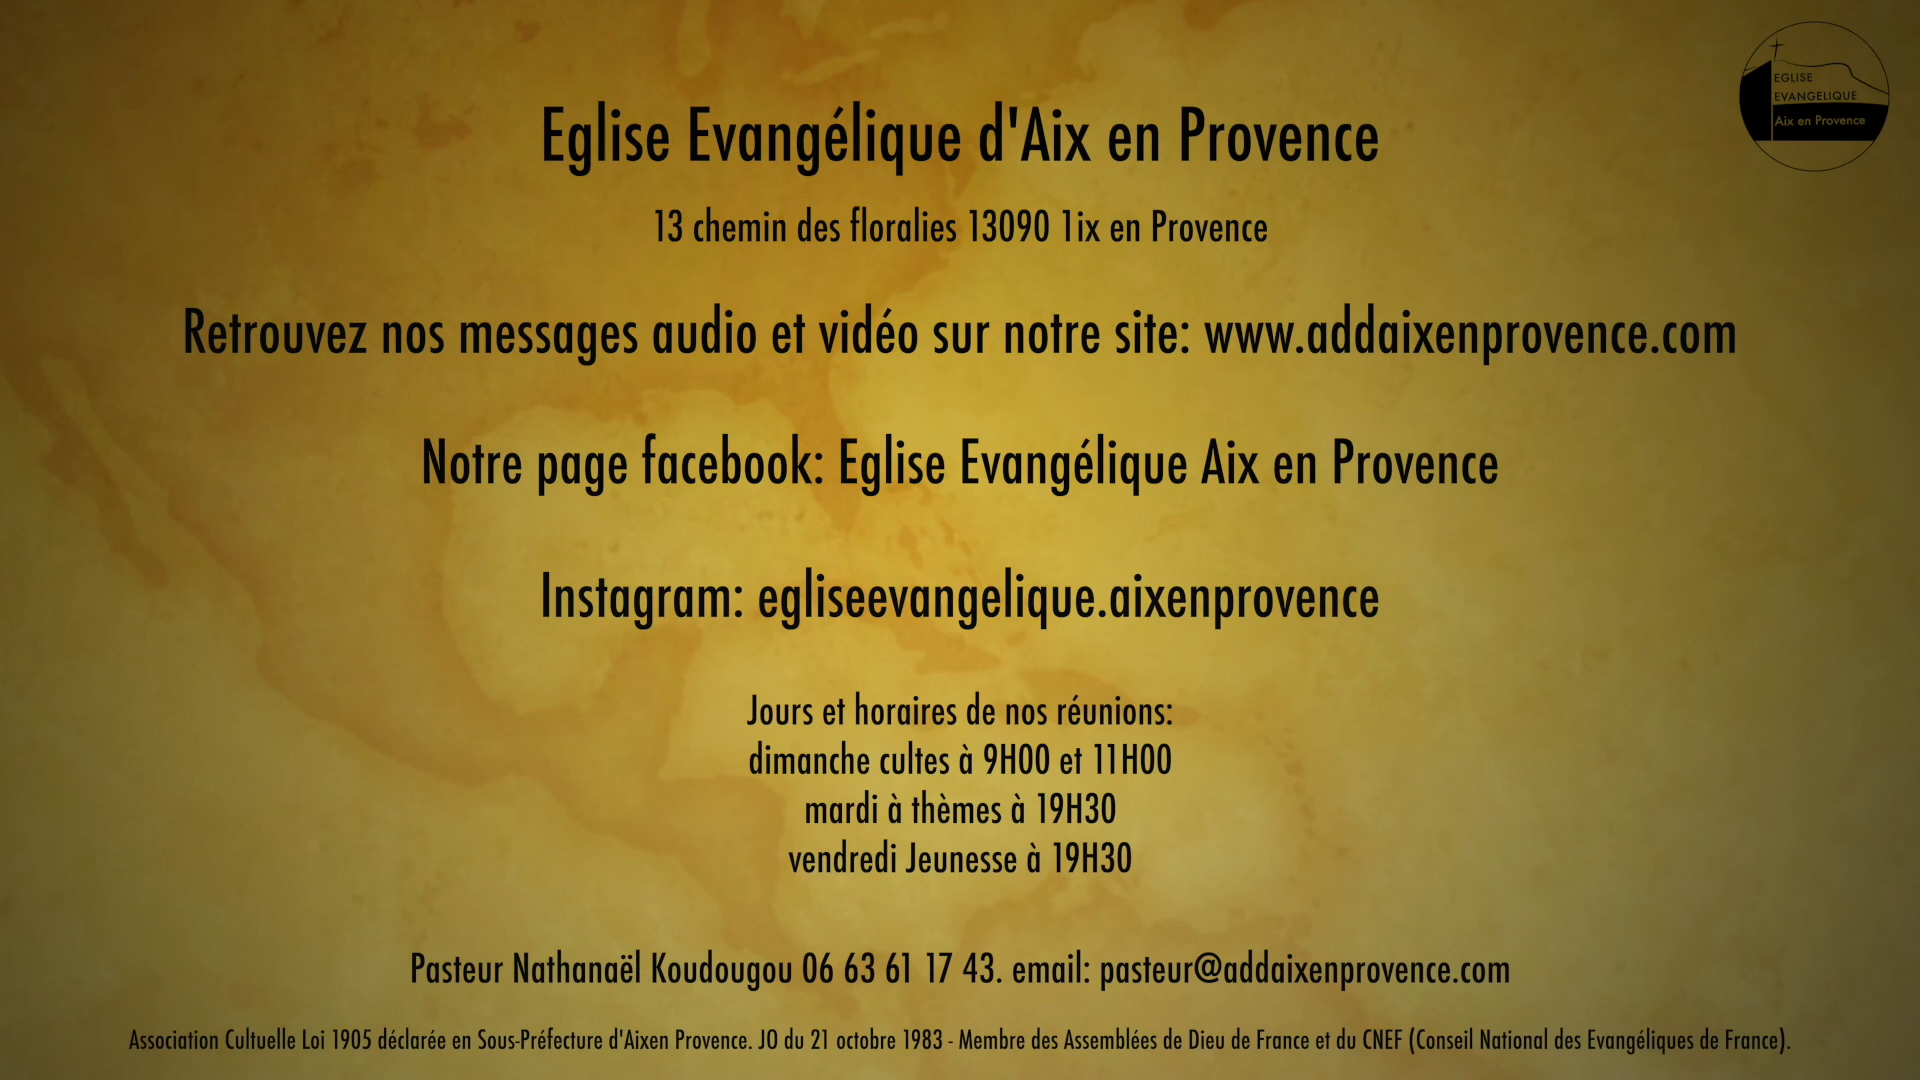 EGLISE
EVANGELIQUE
Aix en Provence
Eglise Evangélique d'Aix en Provence
13 chemin des floralies 13090 1ix en Provence
Retrouvez nos messages audio et vidéo sur notre site: www.addaixenprovence.com
Notre page facebook: Eglise Evangélique Aix en Provence
Instagram: egliseevangelique.aixenprovence
Jours et horaires de nos réunions:
dimanche cultes à 9H00 et 11H00
mardi à thèmes à 19H30
vendredi Jeunesse à 19H30
Pasteur Nathanaël Koudougou 06 63 61 17 43. email: pasteur@addaixenprovence.com
Association Cultuelle Loi 1905 déclarée en Sous-Préfecture d'Aixen Provence. JO du 21 octobre 1983 - Membre des Assemblées de Dieu de France et du CNEF (Conseil National des Evangéliques de France).